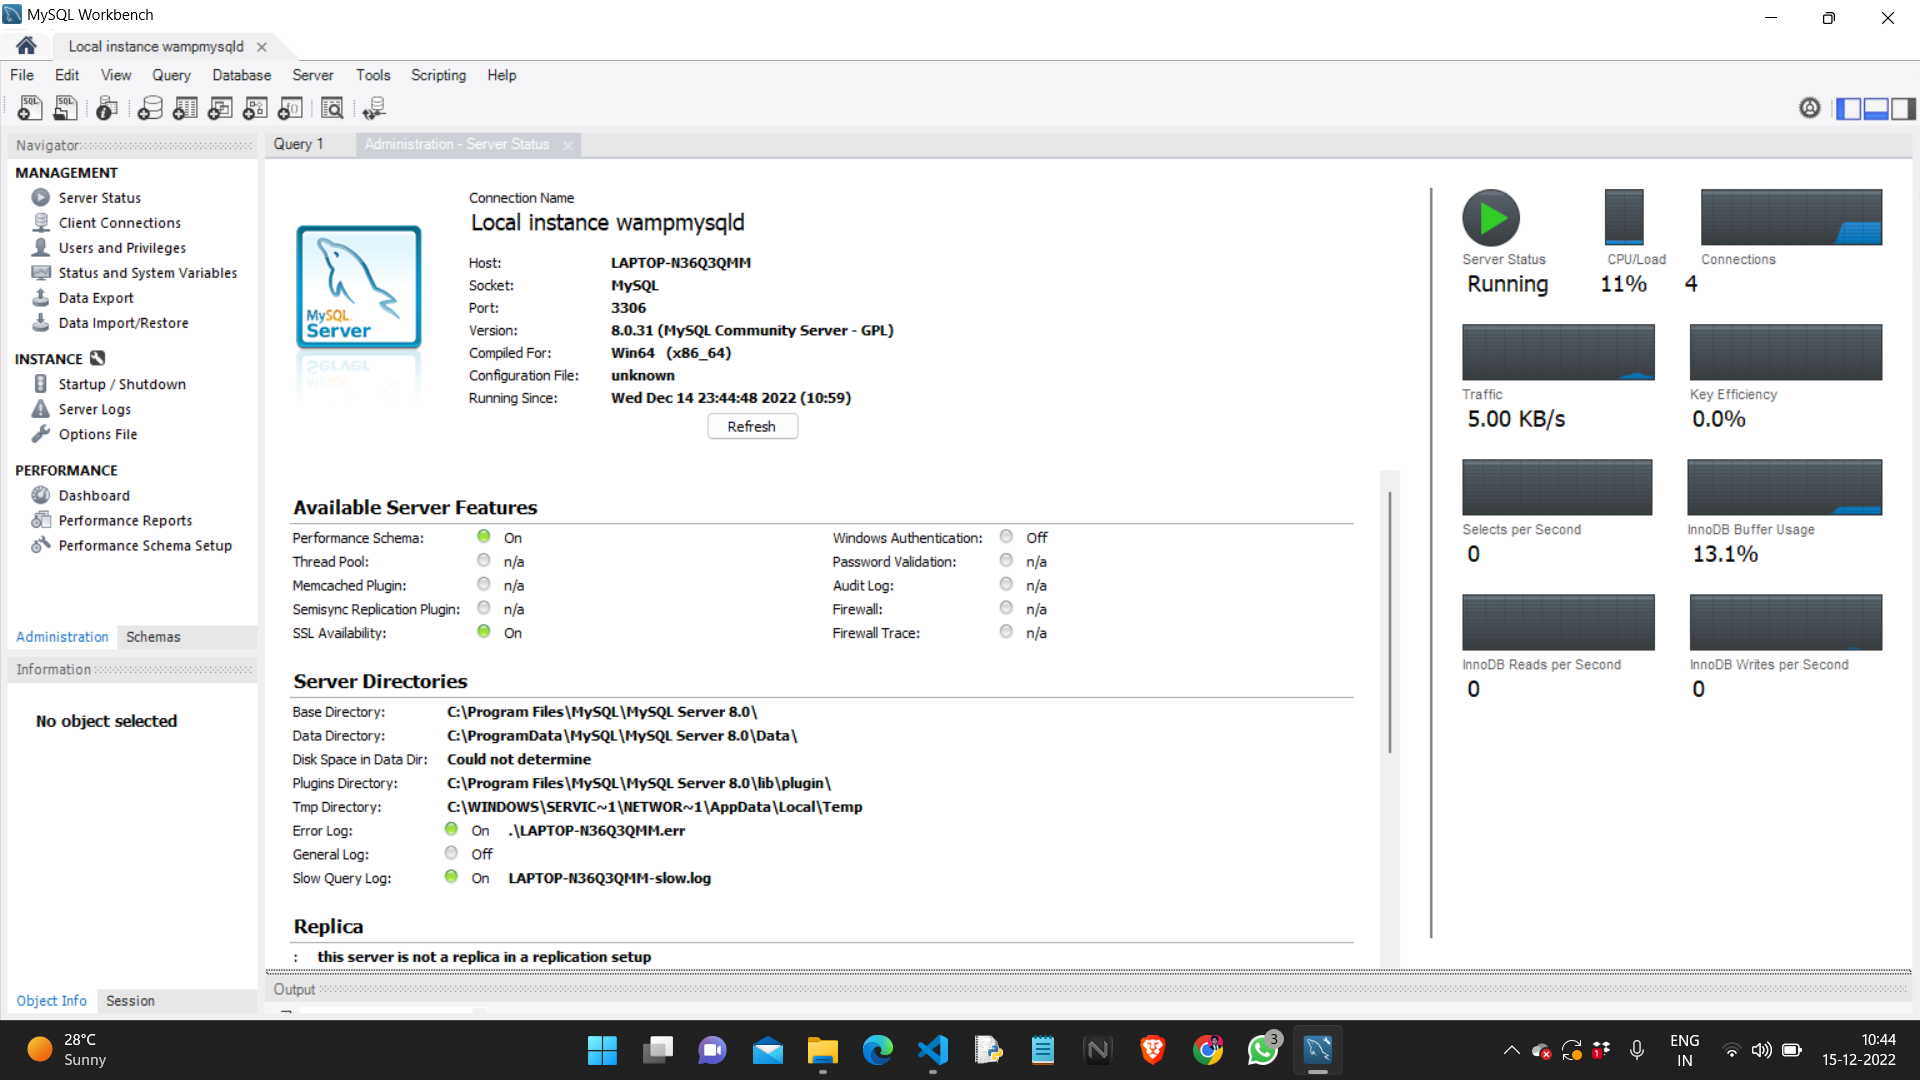 MySQL Workbench
Local instance wampmysqld
File Edit View Query Database Server Tools Scripting Help
Navigator
MANAGEMENT
Server Status
Client Connections
Users and Privileges
Status and System Variables
Data Export
Data Import/Restore
INSTANCE
Startup / Shutdown
Server Logs
Options File
PERFORMANCE
Dashboard
Performance Reports
Performance Schema Setup
Administration Schemas
Information
No object selected
Object Info Session
Query 1 Administration - Server Status
MySQL
Server
Connection Name
Local instance wampmysqld
Host: LAPTOP-N36Q3QMM
Socket: MySQL
Port: 3306
Version: 8.0.31 (MySQL Community Server - GPL)
Compiled For: Win64 (x86_64)
Configuration File: unknown
Running Since: Wed Dec 14 23:44:48 2022 (10:59)
Refresh
Available Server Features
Performance Schema: On Windows Authentication: Off
Thread Pool: n/a Password Validation: n/a
Memcached Plugin: n/a Audit Log: n/a
Semisync Replication Plugin: n/a Firewall: n/a
SSL Availability: On Firewall Trace: n/a
Server Directories
Base Directory: C:\Program Files\MySQL\MySQL Server 8.0\
Data Directory: C:\ProgramData\MySQL\MySQL Server 8.0\Data\
Disk Space in Data Dir: Could not determine
Plugins Directory: C:\Program Files\MySQL\MySQL Server 8.0\lib\plugin\
Tmp Directory: C:\WINDOWS\SERVIC~1\NETWOR~1\AppData\Local\Temp
Error Log: On .\LAPTOP-N36Q3QMM.err
General Log: Off
Slow Query Log: On LAPTOP-N36Q3QMM-slow.log
Replica
: this server is not a replica in a replication setup
Output
Server Status CPU/Load Connections
Running 11% 4
Traffic Key Efficiency
5.00 KB/s 0.0%
Selects per Second InnoDB Buffer Usage
0 13.1%
InnoDB Reads per Second InnoDB Writes per Second
0 0
28°C
Sunny
3
1
ENG
IN
10:44
15-12-2022